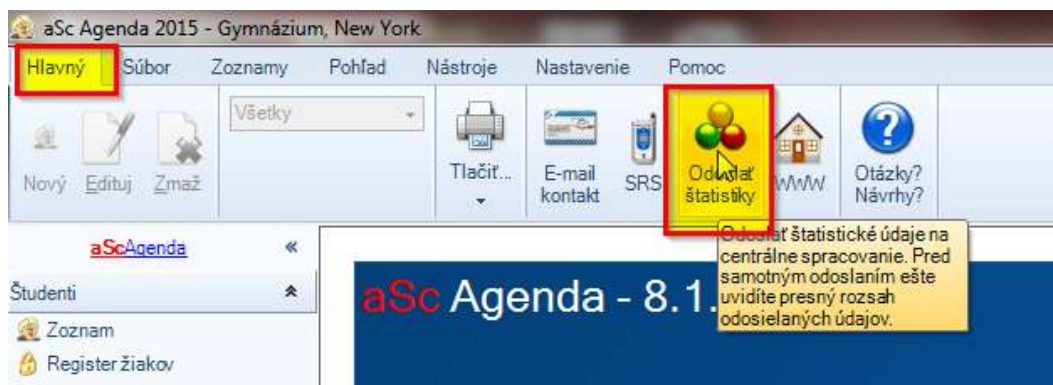 aSc Agenda 2015 - Gymnázium, New York
Hlavný Súbor Zoznamy Pohľad Nástroje Nastavenie Pomoc
Všetky
Nový Edituj Zmaž
Tlačiť...
E-mail
kontakt
SRS
Odoslať
štatistiky
WWW
Otázky?
Návrhy?
Odoslať štatistické údaje na
centrálne spracovanie. Pred
samotným odoslaním ešte
uvidíte presný rozsah
odosielaných údajov.
aScAgenda «
Študenti
Zoznam
Register žiakov
aSc Agenda - 8.1.